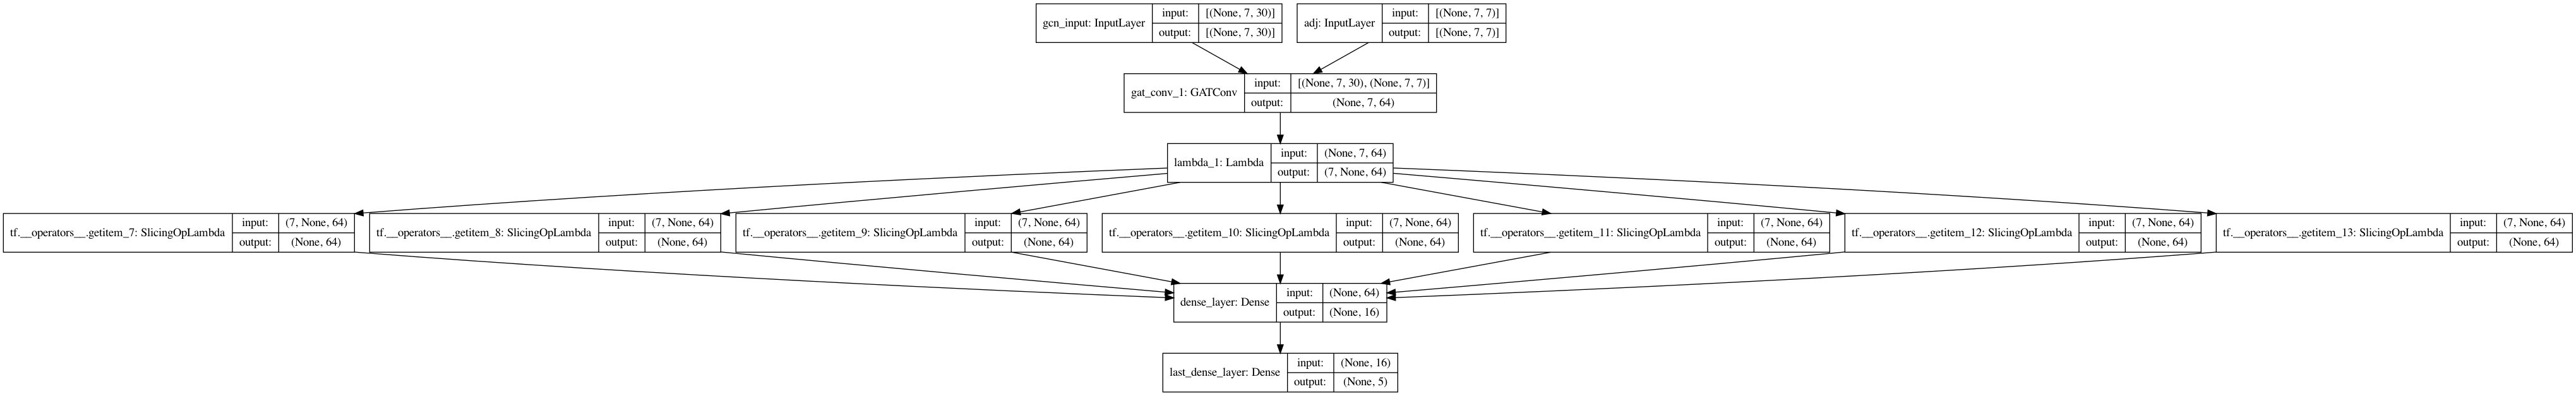 gcn_input: InputLayer
input: [(None, 7, 30)]
output: [(None, 7, 30)]
adj: InputLayer
input: [(None, 7, 7)]
output: [(None, 7, 7)]
gat_conv_1: GATConv
input: [(None, 7, 30), (None, 7, 7)]
output: (None, 7, 64)
lambda_1: Lambda
input: (None, 7, 64)
output: (7, None, 64)
tf.__operators__.getitem_7: SlicingOpLambda
input: (7, None, 64)
output: (None, 64)
tf.__operators__.getitem_8: SlicingOpLambda
input: (7, None, 64)
output: (None, 64)
tf.__operators__.getitem_9: SlicingOpLambda
input: (7, None, 64)
output: (None, 64)
tf.__operators__.getitem_10: SlicingOpLambda
input: (7, None, 64)
output: (None, 64)
tf.__operators__.getitem_11: SlicingOpLambda
input: (7, None, 64)
output: (None, 64)
tf.__operators__.getitem_12: SlicingOpLambda
input: (7, None, 64)
output: (None, 64)
tf.__operators__.getitem_13: SlicingOpLambda
input: (7, None, 64)
output: (None, 64)
dense_layer: Dense
input: (None, 64)
output: (None, 16)
last_dense_layer: Dense
input: (None, 16)
output: (None, 5)